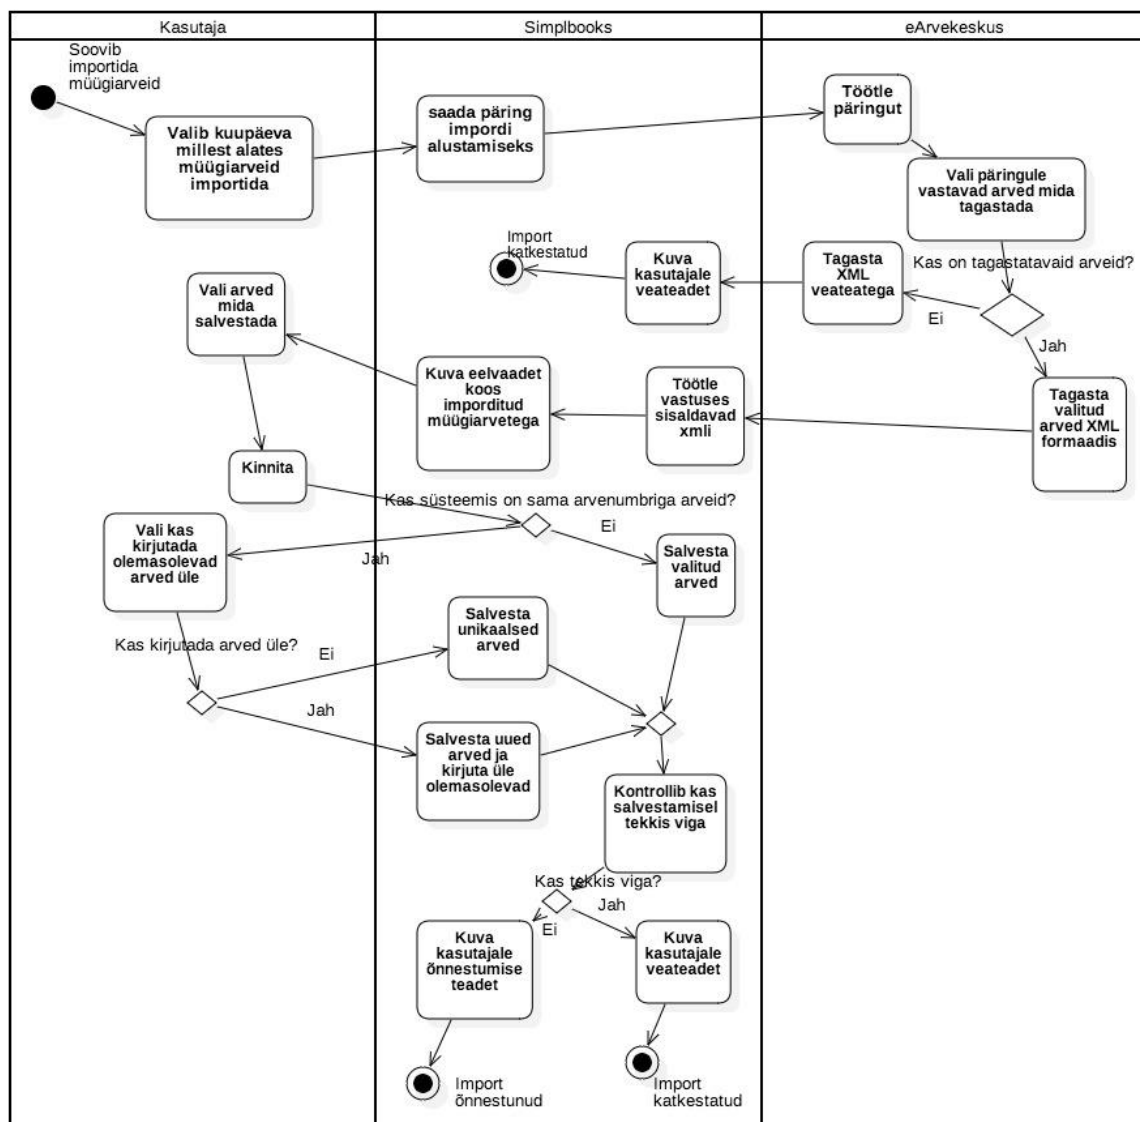 Kasutaja
Simplbooks
eArvekeskus
Soovib
importida
müügiarveid
Valib kuupäeva
millest alates
müügiarveid
importida
saada päring
impordi
alustamiseks
Töötle
päringut
Vali päringule
vastavad arved mida
tagastada
Kas on tagastatavaid arveid?
Ei
Jah
Tagasta
XML
veateatega
Kuva
kasutajale
veateadet
Import
katkestatud
Tagasta
valitud
arved XML
formaadis
Töötle
vastuses
sisaldavad
xmli
Kuva eelvaadet
koos
imporditud
müügiarvetega
Vali arved
mida
salvestada
Kinnita
Kas süsteemis on sama arvenumbriga arveid?
Ei
Jah
Salvesta
valitud
arved
Vali kas
kirjutada
olemasolevad
arved üle
Kas kirjutada arved üle?
Ei
Jah
Salvesta
unikaalsed
arved
Salvesta uued
arved ja
kirjuta üle
olemasolevad
Kontrollib kas
salvestamisel
tekkis viga
Kas tekkis viga?
Ei
Jah
Kuva
kasutajale
õnnestumise
teadet
Kuva
kasutajale
veateadet
Import
õnnestunud
Import
katkestatud